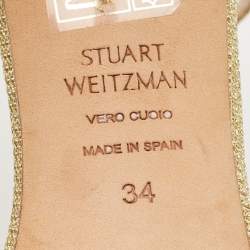 STUART
WEITZMAN
VERO CUOIO
MADE IN SPAIN
34